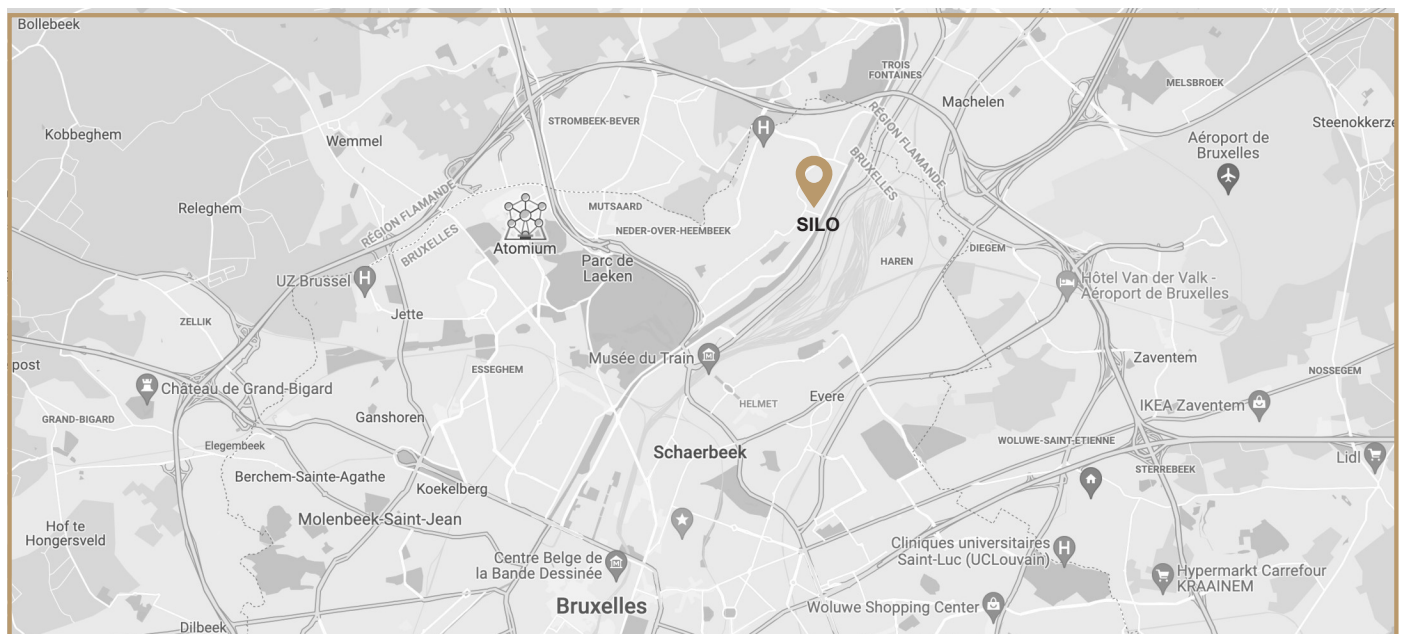 Bollebeek
TROIS
FONTAINES
MELSBROEK
Machelen
STROMBEEK-BEVER
Kobbeghem
Wemmel
H
Steenokkerze
Aéroport de
Bruxelles
RÉGION FLAMANDE
BRUXELLES
Releghem
RÉGION FLAMANDE
BRUXELLES
MUTSAARD
NEDER-OVER-HEEMBEEK
SILO
Atomium
DIEGEM
Parc de
Laeken
HAREN
UZ Brussel
H
Hôtel Van der Valk -
Aéroport de Bruxelles
Jette
ZELLIK
Musée du Train
M
Zaventem
post
ESSEGHEM
NOSSEGEM
Château de Grand-Bigard
Evere
HELMET
IKEA Zaventem
GRAND-BIGARD
Ganshoren
Elegembeek
WOLUWE-SAINT-ETIENNE
Schaerbeek
Lidl
STERREBEEK
Berchem-Sainte-Agathe
Koekelberg
Molenbeek-Saint-Jean
Hof te
Hongersveld
Cliniques universitaires
Saint-Luc (UCLouvain)
H
Centre Belge de
la Bande Dessinée
M
Hypermarkt Carrefour
KRAAINEM
Bruxelles
Woluwe Shopping Center
Dilbeek